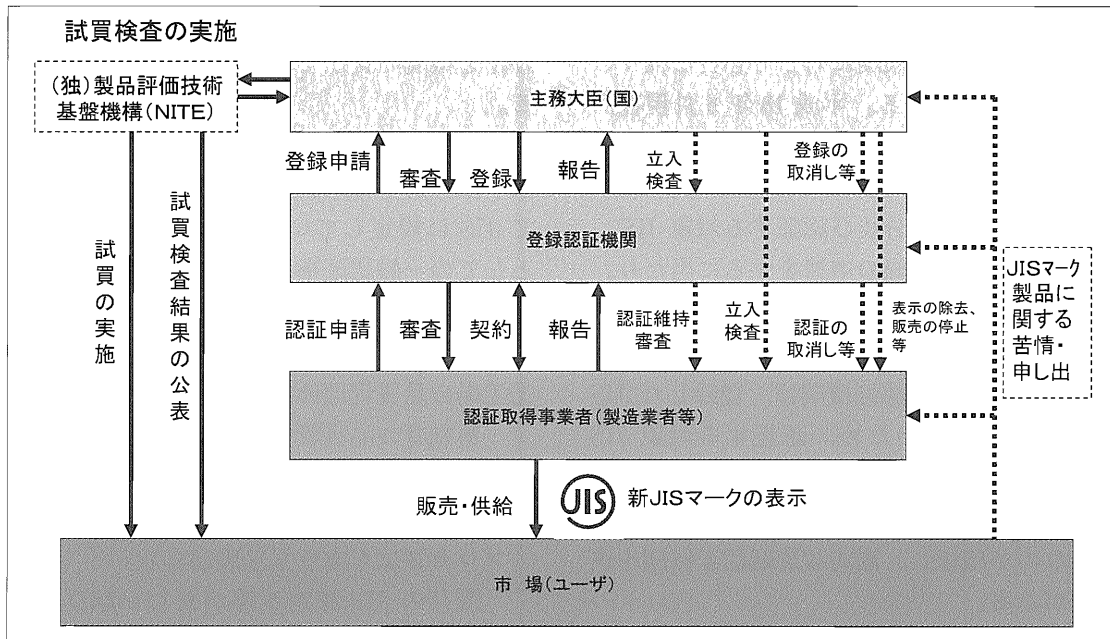 試買検査の実施
(独)製品評価技術
基盤機構(NITE)
主務大臣(国)
登録申請
審査
登録
報告
立入
検査
登録の
取消し等
登録認証機関
試買の実施
試買検査結果の公表
認証申請
審査
契約
報告
認証維持
審査
立入
検査
認証の
取消し等
表示の除去、
販売の停止
等
JISマーク
製品に
関する
苦情・
申し出
認証取得事業者(製造業者等)
販売・供給
JIS
新JISマークの表示
市 場(ユーザ)